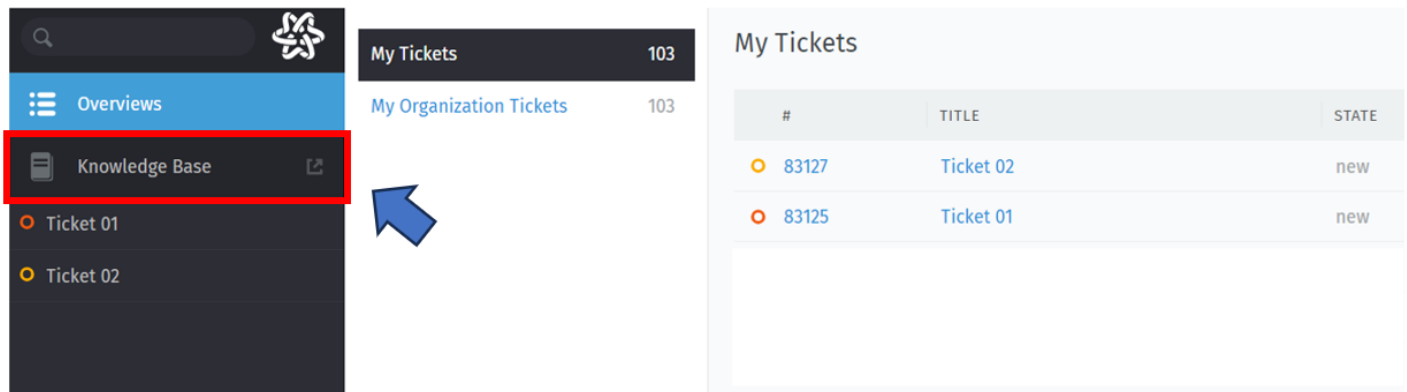 Overviews
Knowledge Base
Ticket 01
Ticket 02
My Tickets 103
My Organization Tickets 103
My Tickets
# TITLE STATE
83127 Ticket 02 new
83125 Ticket 01 new